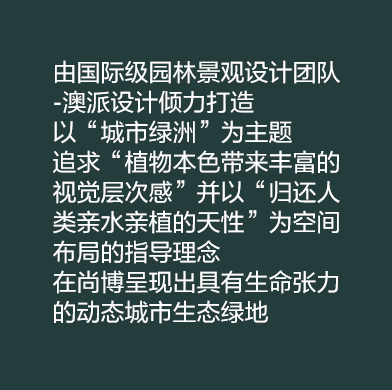 由国际级园林景观设计团队
-澳派设计倾力打造
以“城市绿洲”为主题
追求“植物本色带来丰富的
视觉层次感”并以“归还人
类亲水亲植的天性”为空间
布局的指导理念
在尚博呈现出具有生命张力
的动态城市生态绿地